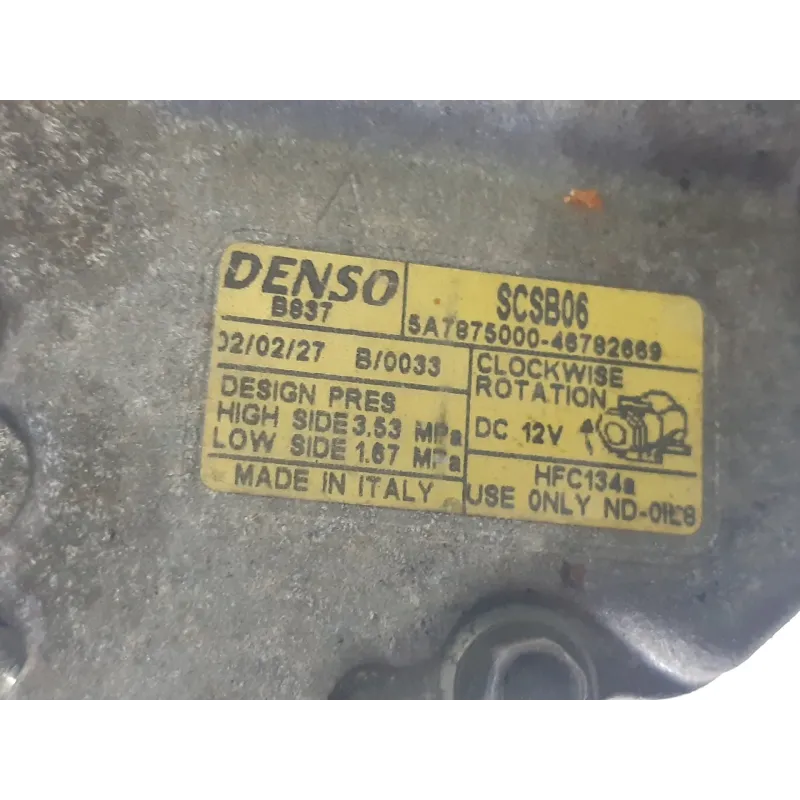 DENSO
B837
SCSB06
5A7875000-46782669
02/02/27 B/0033
DESIGN PRES
HIGH SIDE 3.53 MPa
LOW SIDE 1.67 MPa
MADE IN ITALY
CLOCKWISE
ROTATION
DC 12V
HFC134a
USE ONLY ND-OIL8